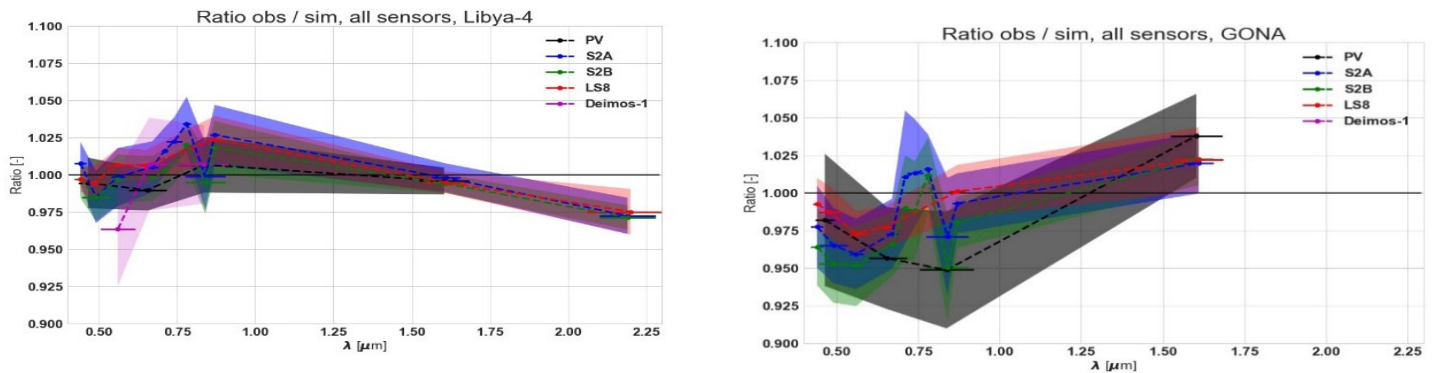 Ratio obs / sim, all sensors, Libya-4
1.100
1.075
1.050
1.025
1.000
0.975
0.950
0.925
0.900
Ratio [-]
PV
S2A
S2B
LS8
Deimos-1
0.50 0.75 1.00 1.25 1.50 1.75 2.00 2.25
λ [μm]
Ratio obs / sim, all sensors, GONA
1.100
1.075
1.050
1.025
1.000
0.975
0.950
0.925
0.900
Ratio [-]
PV
S2A
S2B
LS8
Deimos-1
0.50 0.75 1.00 1.25 1.50 1.75 2.00 2.25
λ [μm]